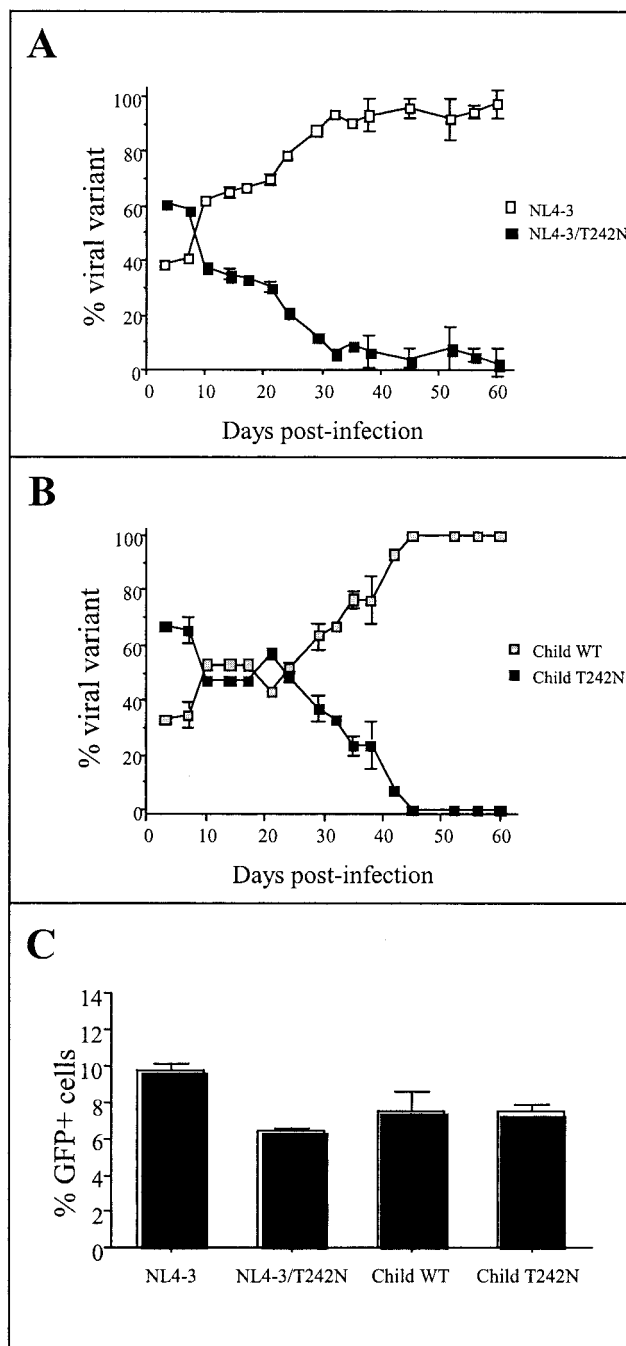 A
100
80
60
40
20
0
% viral variant
NL4-3
NL4-3/T242N
0 10 20 30 40 50 60
Days post-infection
B
100
80
60
40
20
0
% viral variant
Child WT
Child T242N
0 10 20 30 40 50 60
Days post-infection
C
14
12
10
8
6
4
2
0
% GFP+ cells
NL4-3 NL4-3/T242N Child WT Child T242N